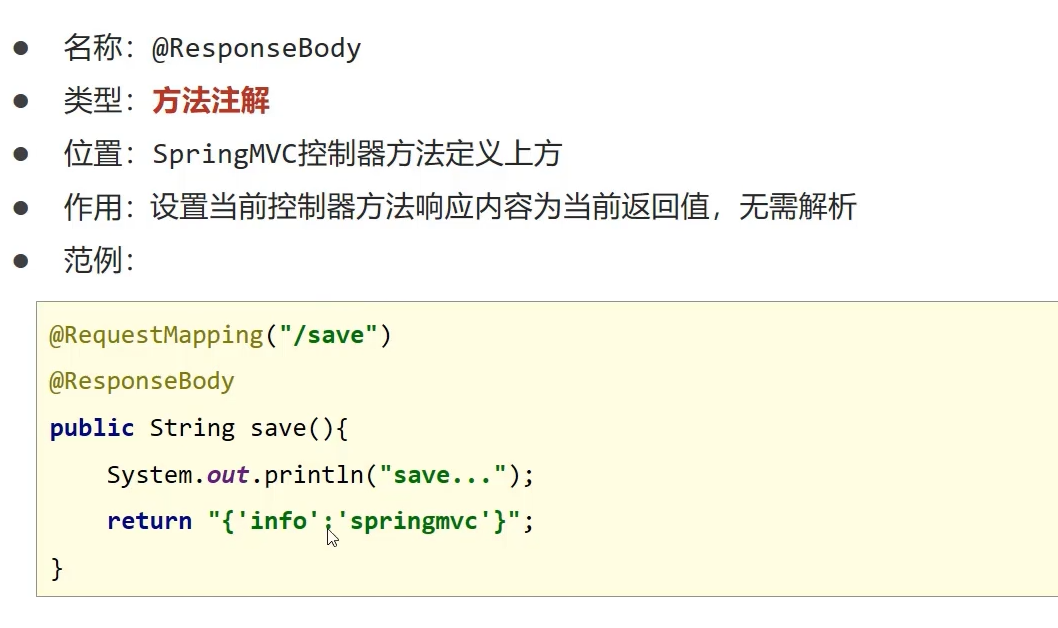 ● 名称：@ResponseBody
● 类型：方法注解
● 位置：SpringMVC控制器方法定义上方
● 作用：设置当前控制器方法响应内容为当前返回值，无需解析
● 范例：
@RequestMapping("/save")
@ResponseBody
public String save(){
    System.out.println("save...");
    return "{'info':'springmvc'}";
}